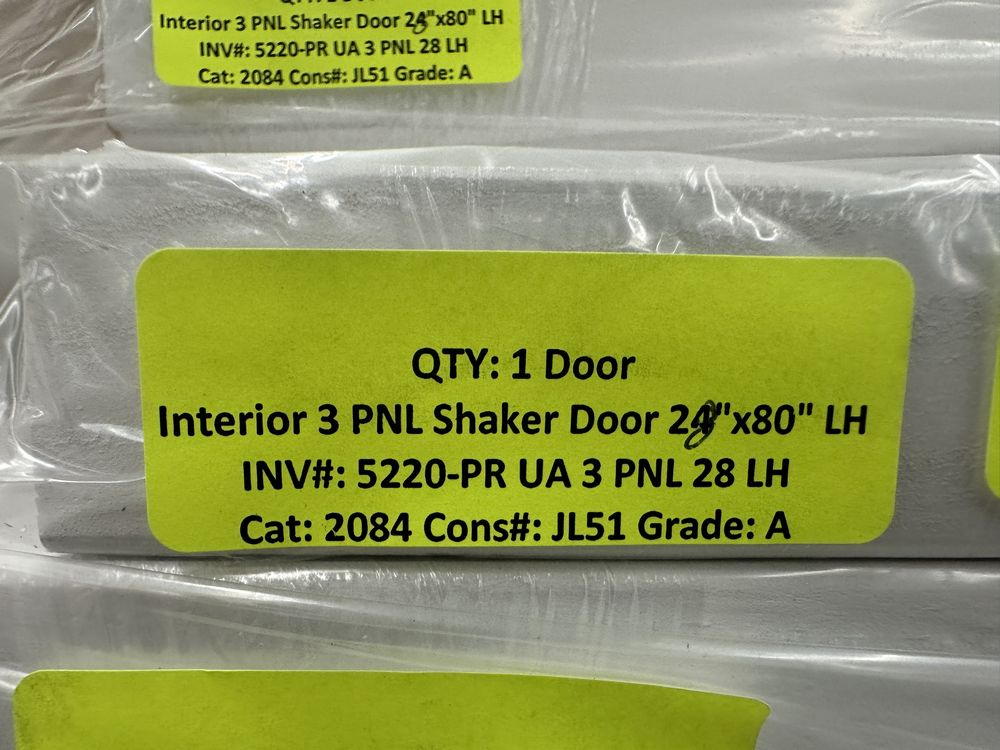 Interior 3 PNL Shaker Door 28"x80" LH
INV#: 5220-PR UA 3 PNL 28 LH
Cat: 2084 Cons#: JL51 Grade: A
QTY: 1 Door
Interior 3 PNL Shaker Door 28"x80" LH
INV#: 5220-PR UA 3 PNL 28 LH
Cat: 2084 Cons#: JL51 Grade: A